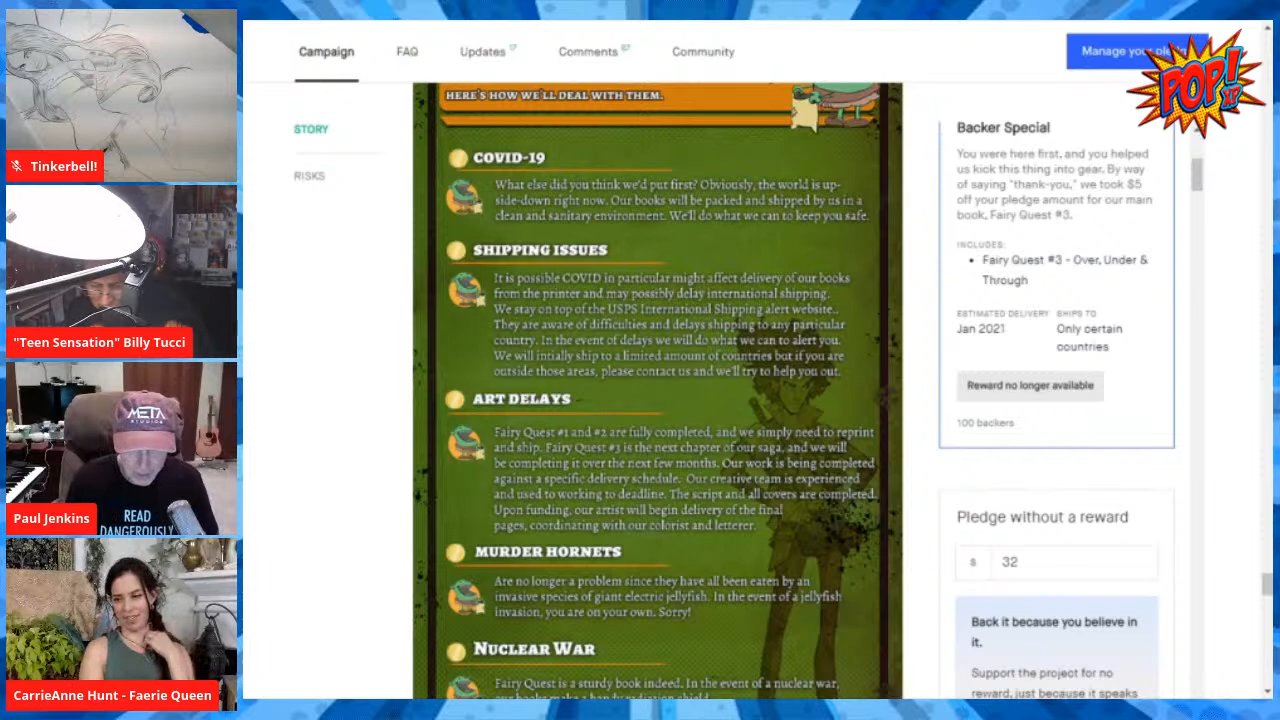 Tinkerbell!
"Teen Sensation" Billy Tucci
META
STUDIOS
READ
DANGEROUSLY
Paul Jenkins
CarrieAnne Hunt - Faerie Queen
Campaign
FAQ
Updates
Comments
Community
Manage your
POP!
XP
STORY
RISKS
HERE'S HOW WE'LL DEAL WITH THEM.
COVID-19
What else did you think we'd put first? Obviously, the world is up-
side-down right now. Our books will be packed and shipped by us in a
clean and sanitary environment. We'll do what we can to keep you safe.
SHIPPING ISSUES
It is possible COVID in particular might affect delivery of our books
from the printer and may possibly delay international shipping.
We stay on top of the USPS International Shipping alert website..
They are aware of difficulties and delays shipping to any particular
country. In the event of delays we will do what we can to alert you.
We will intially ship to a limited amount of countries but if you are
outside those areas, please contact us and we'll try to help you out.
ART DELAYS
Fairy Quest #1 and #2 are fully completed, and we simply need to reprint
and ship. Fairy Quest #3 is the next chapter of our saga, and we will
be completing it over the next few months. Our work is being completed
against a specific delivery schedule. Our creative team is experienced
and used to working to deadline. The script and all covers are completed.
Upon funding, our artist will begin delivery of the final
pages, coordinating with our colorist and letterer.
MURDER HORNETS
Are no longer a problem since they have all been eaten by an
invasive species of giant electric jellyfish. In the event of a jellyfish
invasion, you are on your own. Sorry!
NUCLEAR WAR
Fairy Quest is a sturdy book indeed. In the event of a nuclear war,
Backer Special
You were here first, and you helped
us kick this thing into gear. By way
of saying "thank-you," we took $5
off your pledge amount for our main
book, Fairy Quest #3.
INCLUDES:
Fairy Quest #3 - Over, Under &
Through
ESTIMATED DELIVERY
Jan 2021
SHIPS TO
Only certain
countries
Reward no longer available
100 backers
Pledge without a reward
$ 32
Back it because you believe in
it.
Support the project for no
reward, just because it speaks